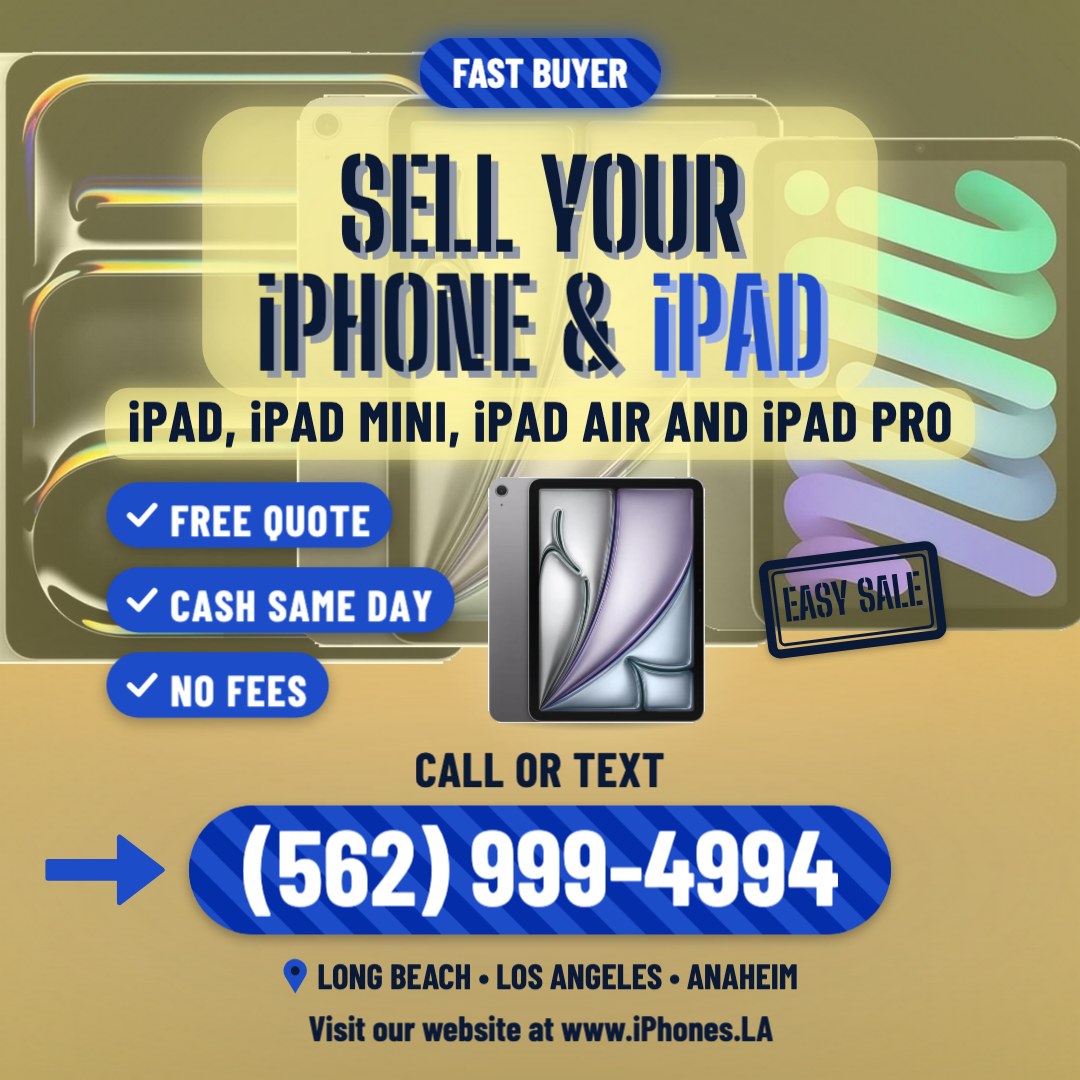 FAST BUYER
SELL YOUR
iPHONE & iPAD
iPAD, iPAD MINI, iPAD AIR AND iPAD PRO
FREE QUOTE
CASH SAME DAY
NO FEES
EASY SALE
CALL OR TEXT
(562) 999-4994
LONG BEACH • LOS ANGELES • ANAHEIM
Visit our website at www.iPhones.LA